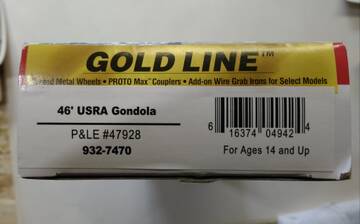 GOLD LINE™
Metal Wheels • PROTO Max™ Couplers • Add-on Wire Grab Irons for Select Models
46' USRA Gondola
P&LE #47928
932-7470
6 16374 04942 4
For Ages 14 and Up